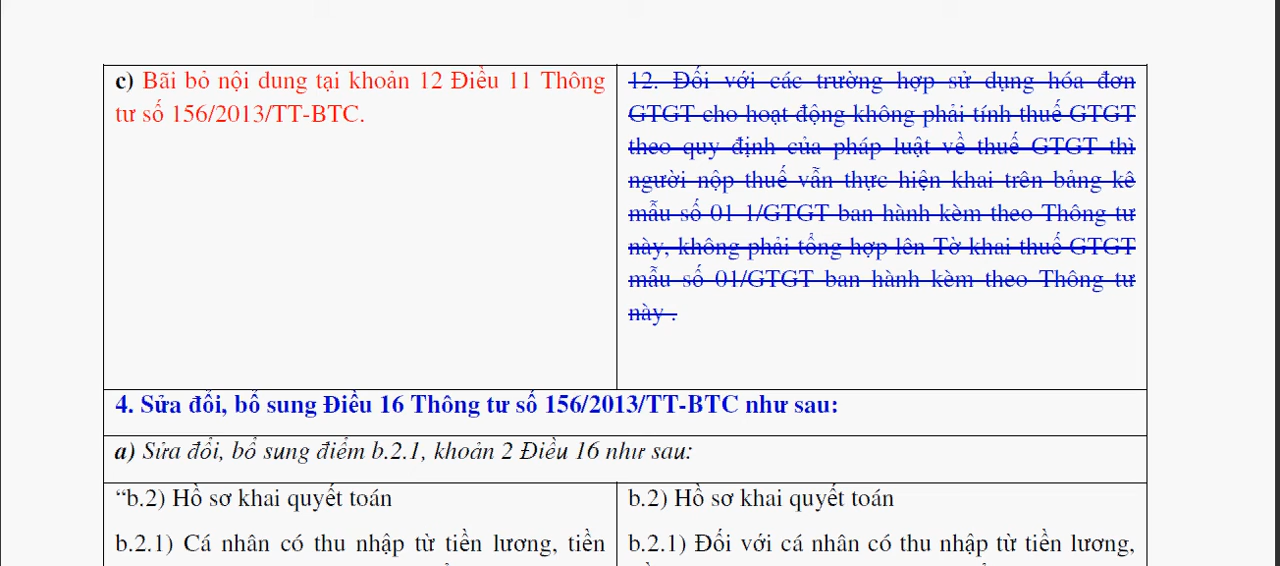 c) Bãi bỏ nội dung tại khoản 12 Điều 11 Thông
tư số 156/2013/TT-BTC.
12. Đối với các trường hợp sử dụng hóa đơn
GTGT cho hoạt động không phải tính thuế GTGT
theo quy định của pháp luật về thuế GTGT thì
người nộp thuế vẫn thực hiện khai trên bảng kê
mẫu số 01-1/GTGT ban hành kèm theo Thông tư
này, không phải tổng hợp lên Tờ khai thuế GTGT
mẫu số 01/GTGT ban hành kèm theo Thông tư
này .
4. Sửa đổi, bổ sung Điều 16 Thông tư số 156/2013/TT-BTC như sau:
a) Sửa đổi, bổ sung điểm b.2.1, khoản 2 Điều 16 như sau:
“b.2) Hồ sơ khai quyết toán
b.2.1) Cá nhân có thu nhập từ tiền lương, tiền
b.2) Hồ sơ khai quyết toán
b.2.1) Đối với cá nhân có thu nhập từ tiền lương,